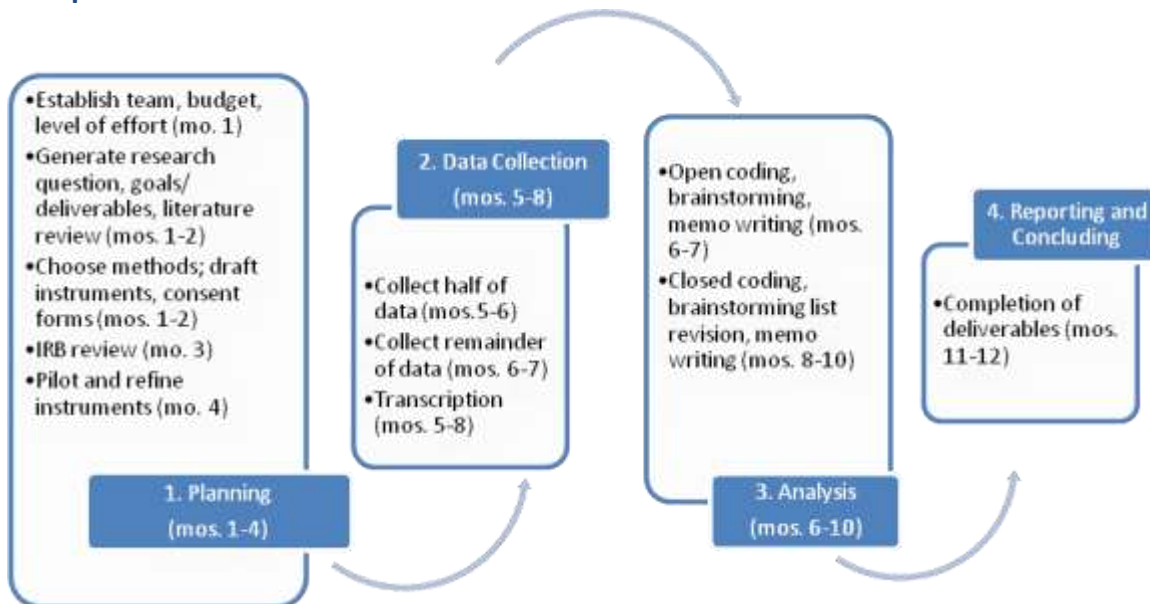 •Establish team, budget,
level of effort (mo. 1)
•Generate research
question, goals/
deliverables, literature
review (mos. 1-2)
•Choose methods; draft
instruments, consent
forms (mos. 1-2)
•IRB review (mo. 3)
•Pilot and refine
instruments (mo. 4)
1. Planning
(mos. 1-4)
2. Data Collection
(mos. 5-8)
•Collect half of
data (mos.5-6)
•Collect remainder
of data (mos. 6-7)
•Transcription
(mos. 5-8)
•Open coding,
brainstorming,
memo writing (mos.
6-7)
•Closed coding,
brainstorming list
revision, memo
writing (mos. 8-10)
3. Analysis
(mos. 6-10)
4. Reporting and
Concluding
•Completion of
deliverables (mos.
11-12)